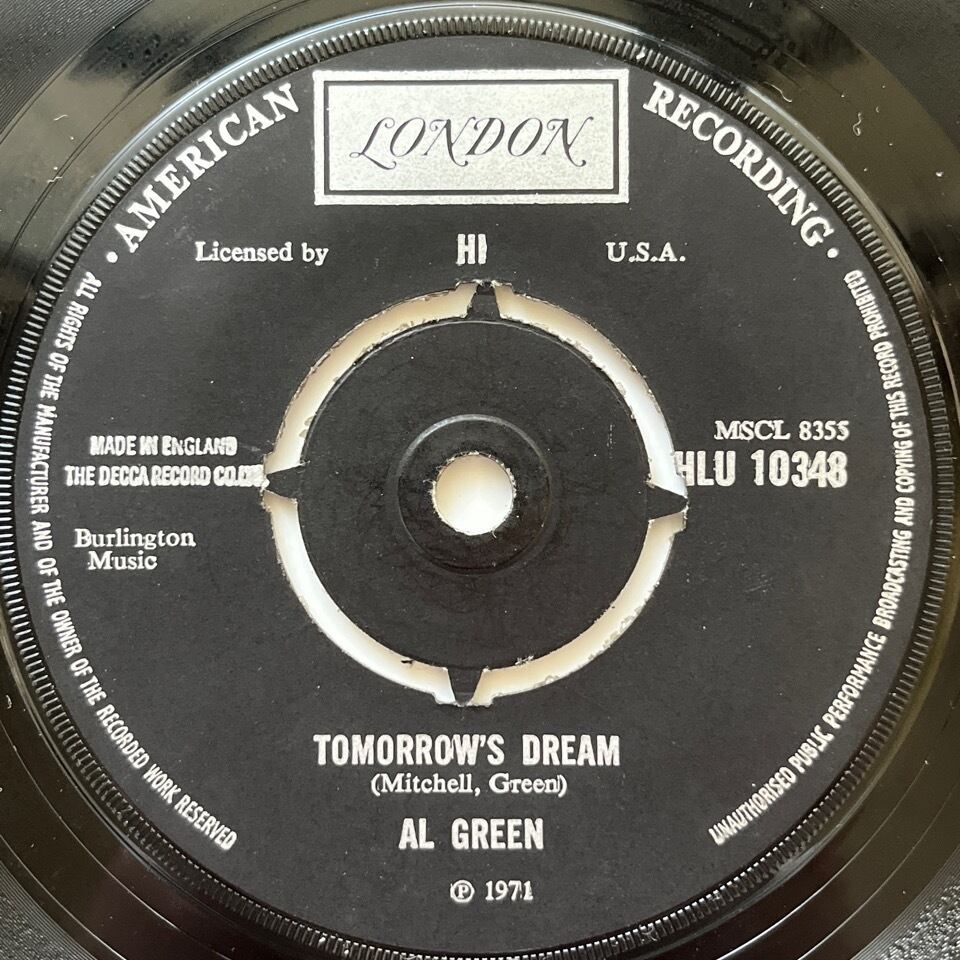 · AMERICAN RECORDING ·
LONDON
Licensed by HI U.S.A.
MADE IN ENGLAND
THE DECCA RECORD CO. LTD.
Burlington
Music
MSCL 8355
HLU 10348
TOMORROW'S DREAM
(Mitchell, Green)
AL GREEN
℗ 1971
ALL RIGHTS OF THE MANUFACTURER AND OF THE OWNER OF THE RECORDED WORK RESERVED
UNAUTHORISED PUBLIC PERFORMANCE BROADCASTING AND COPYING OF THIS RECORD PROHIBITED